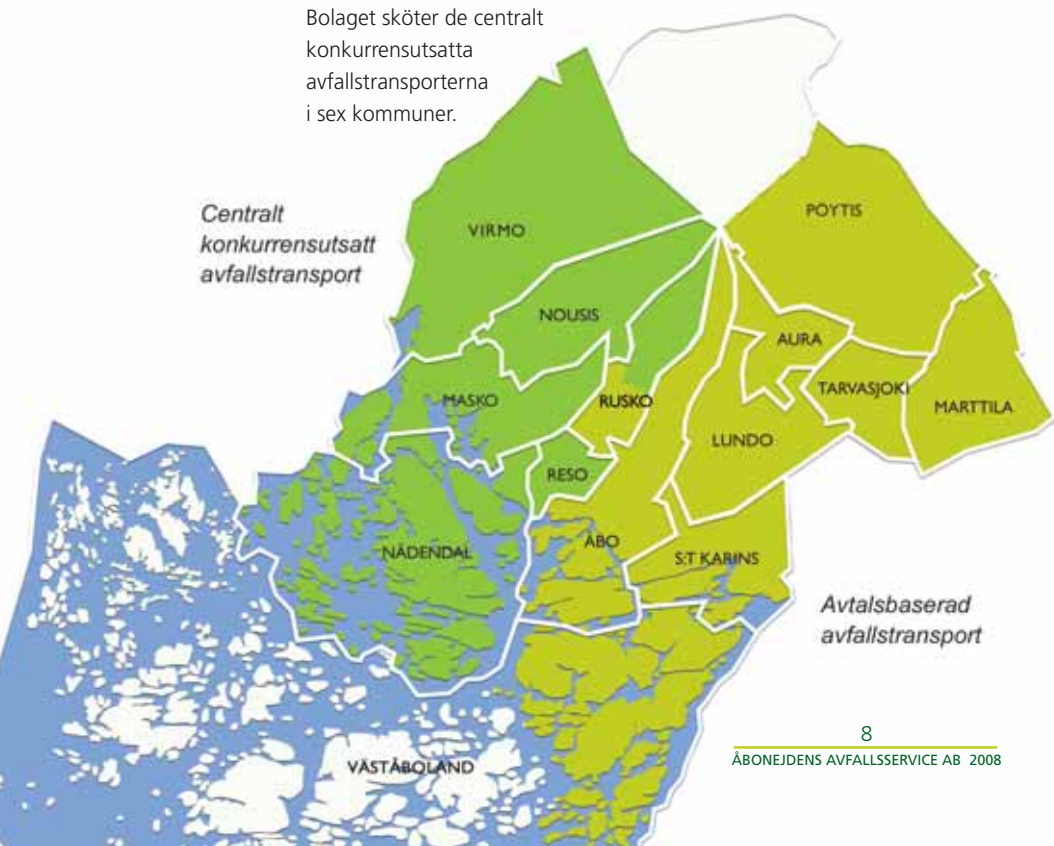 Bolaget sköter de centralt
konkurrensutsatta
avfallstransporterna
i sex kommuner.
Centralt
konkurrensutsatt
avfallstransport
VIRMO
PÖYTIS
NOUSIS
AURA
MASKO
RUSKO
TARVASJOKI
MARTTILA
LUNDO
RESO
ÅBO
NÅDENDAL
S:T KARINS
Avtalsbaserad
avfallstransport
VÄSTÅBOLAND
8
ÅBONEJDENS AVFALLSSERVICE AB 2008